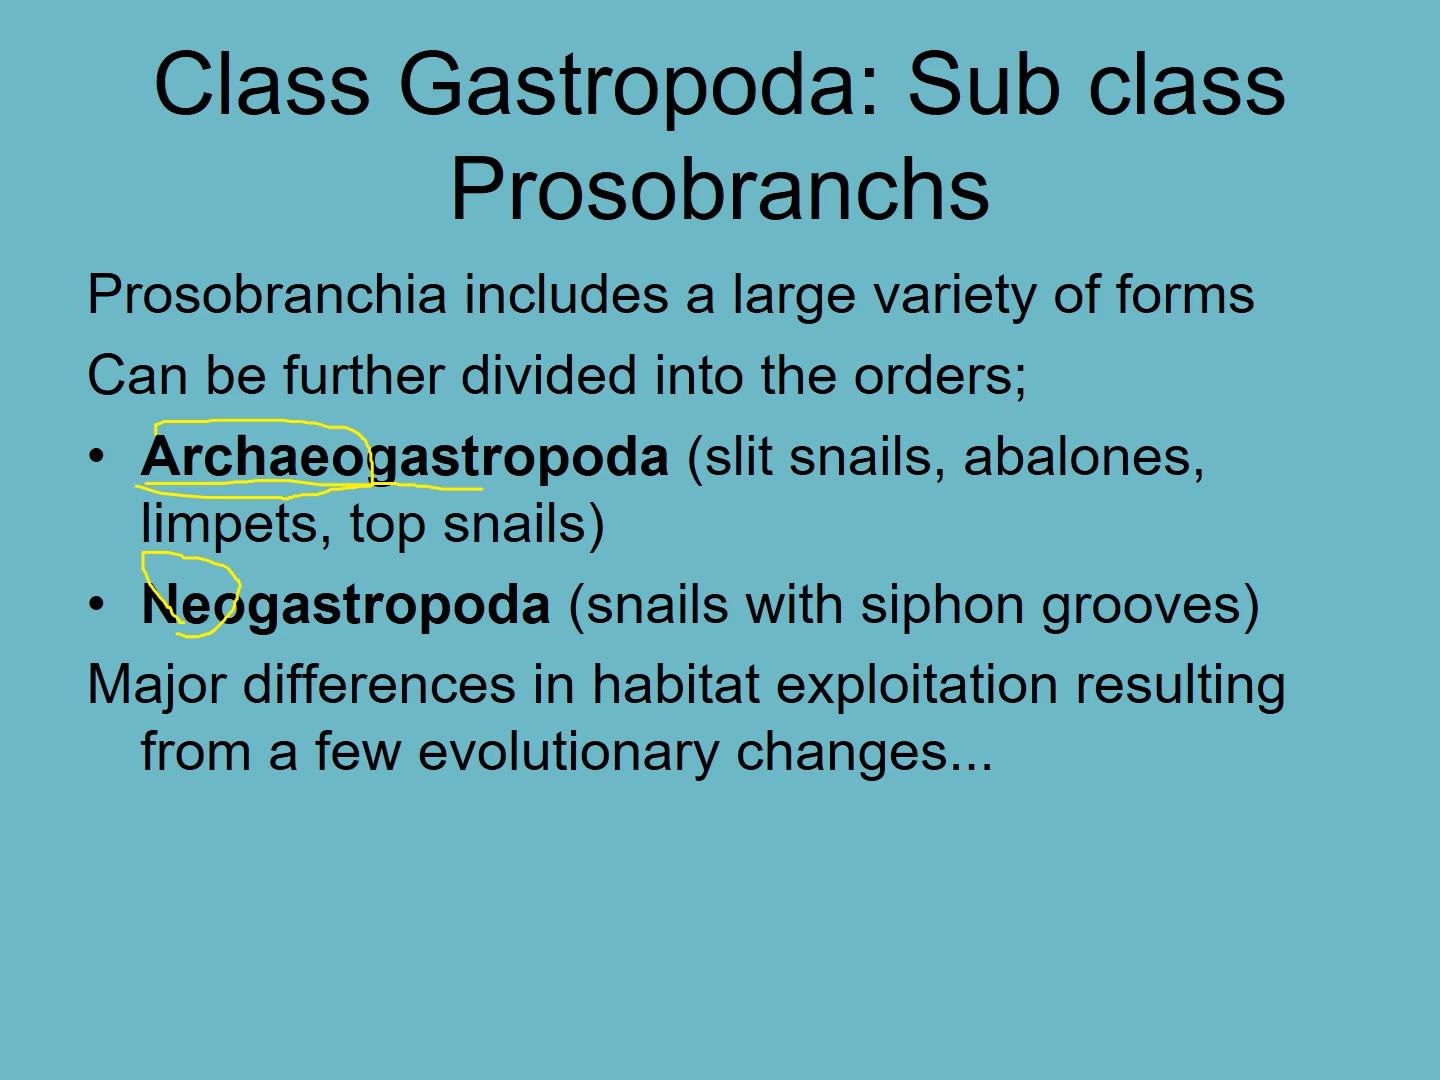 Class Gastropoda: Sub class
Prosobranchs
Prosobranchia includes a large variety of forms
Can be further divided into the orders;
• Archaeogastropoda (slit snails, abalones,
limpets, top snails)
• Neogastropoda (snails with siphon grooves)
Major differences in habitat exploitation resulting
from a few evolutionary changes...